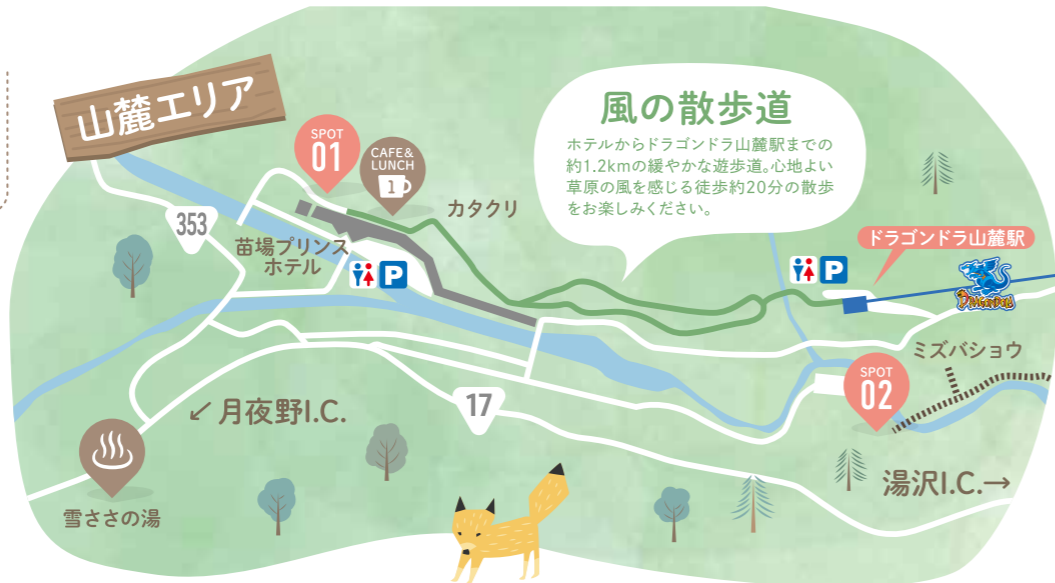 山麓エリア
SPOT
01
CAFE&
LUNCH
1
カタクリ
風の散歩道
ホテルからドラゴンドラ山麓駅までの
約1.2kmの緩やかな遊歩道。心地よい
草原の風を感じる徒歩約20分の散歩
をお楽しみください。
353
苗場プリンス
ホテル
P
P
ドラゴンドラ山麓駅
DRAGONDOLA
ミズバショウ
SPOT
02
17
↙月夜野I.C.
湯沢I.C.→
雪ささの湯